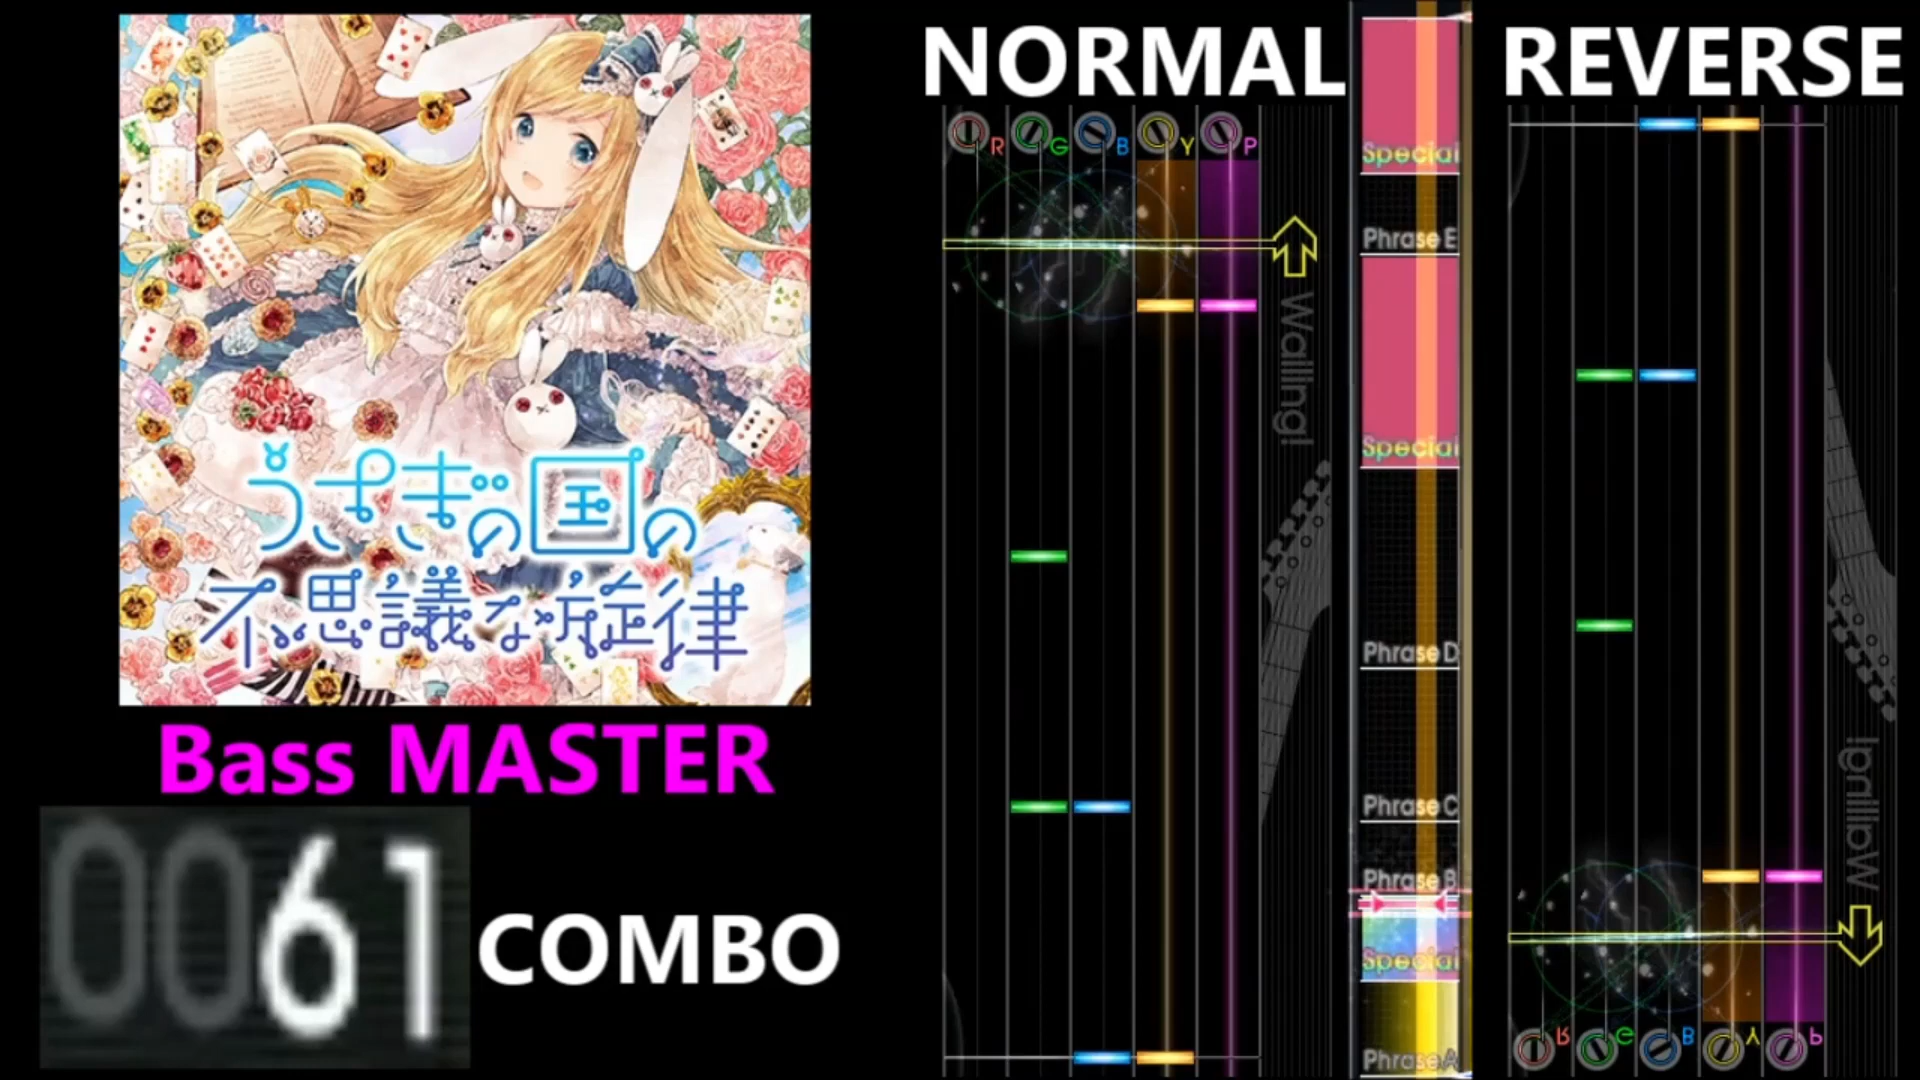 うさぎの国の
不思議な旋律
Bass MASTER
0061
COMBO
NORMAL
R G B Y P
Wailing!
Special
Phrase E
Special
Phrase D
Phrase C
Phrase B
Special
Phrase A
REVERSE
Wailing!
R G B Y P